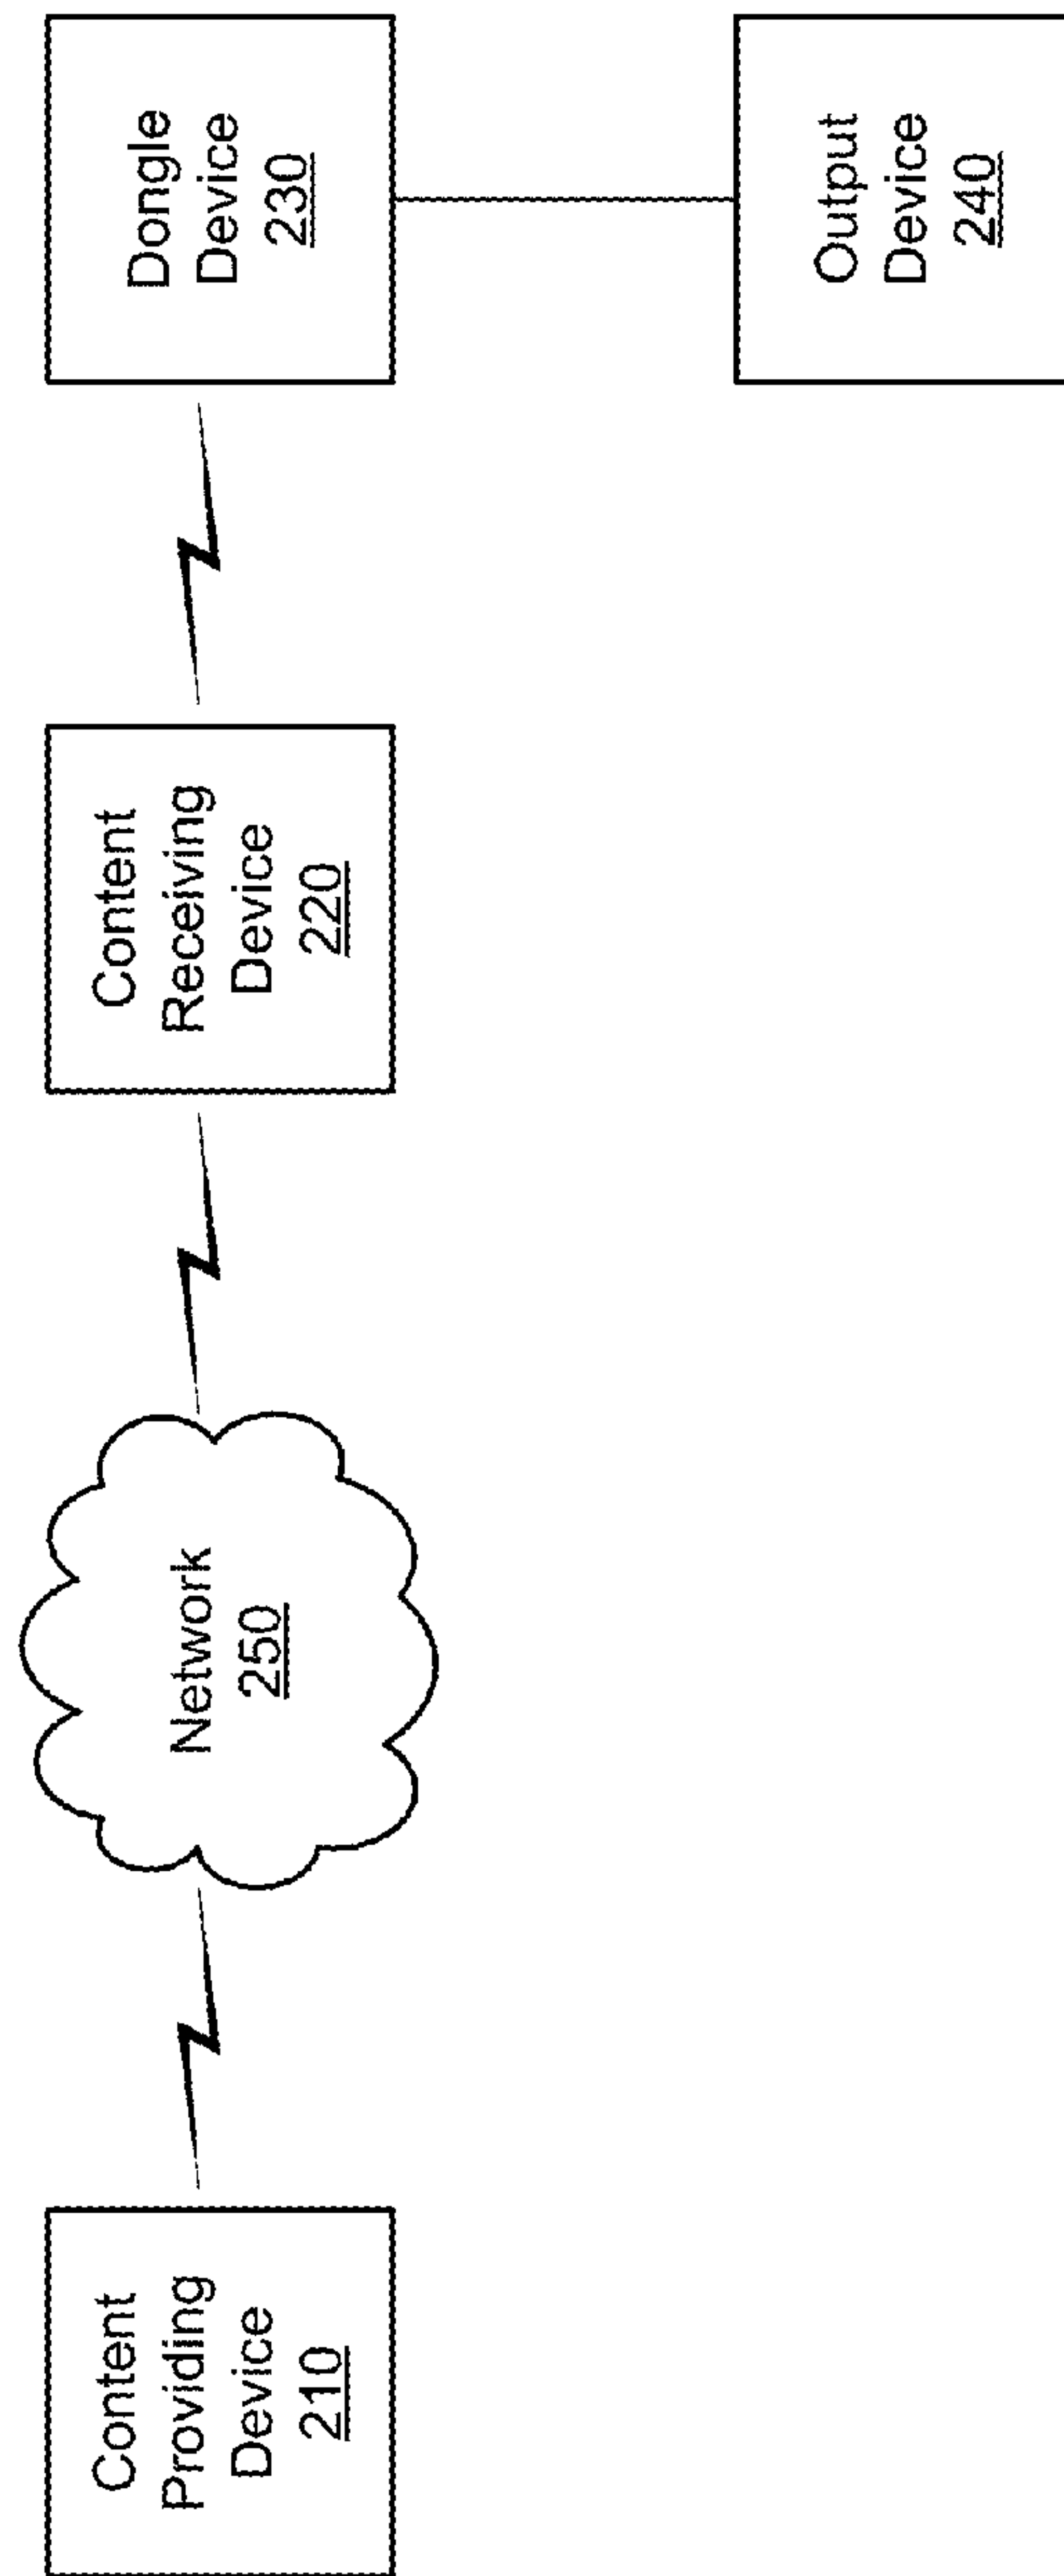 Content
Providing
Device
210
Network
250
Content
Receiving
Device
220
Dongle
Device
230
Output
Device
240